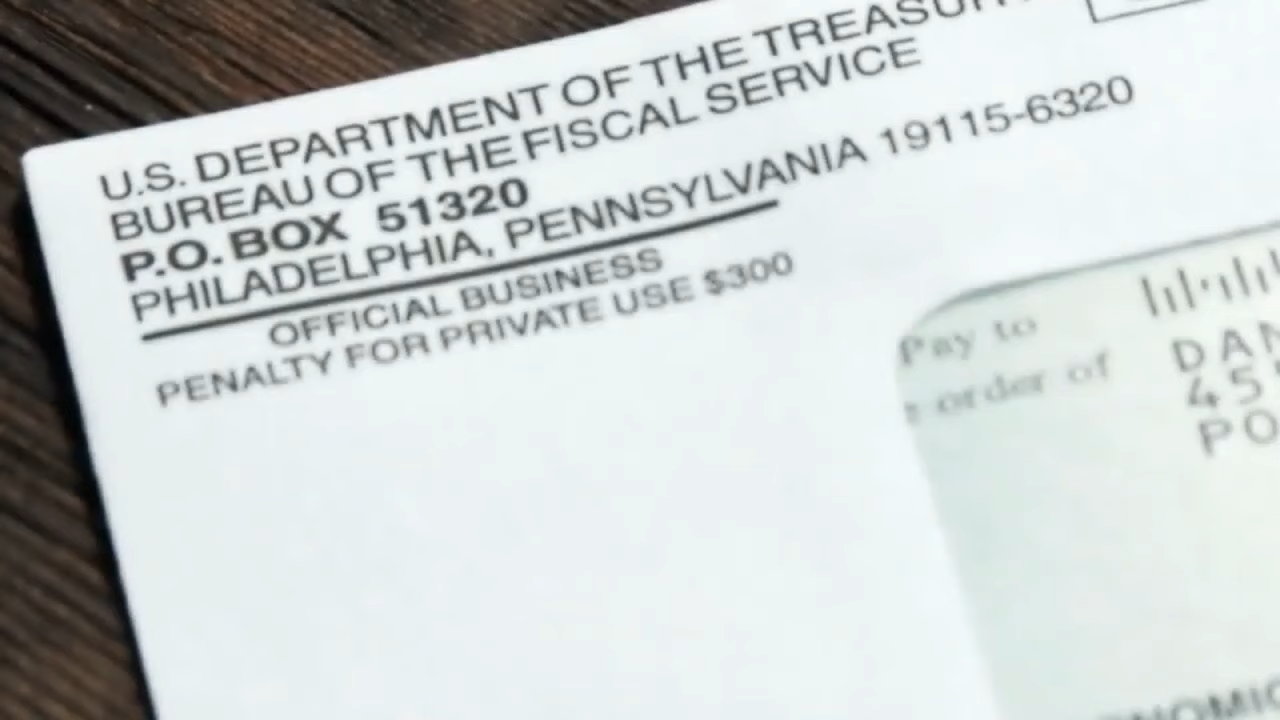 U.S. DEPARTMENT OF THE TREASURY
BUREAU OF THE FISCAL SERVICE
P.O. BOX 51320
PHILADELPHIA, PENNSYLVANIA 19115-6320
OFFICIAL BUSINESS
PENALTY FOR PRIVATE USE $300
Pay to
order of
DAN
45
PO